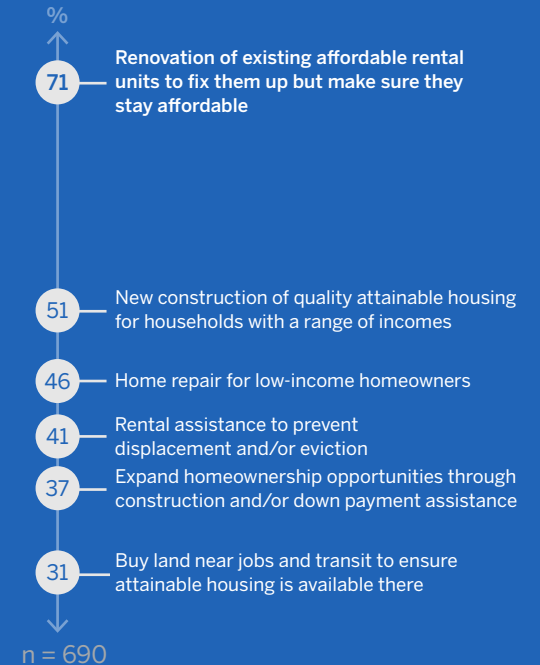 %
71
Renovation of existing affordable rental
units to fix them up but make sure they
stay affordable
51
New construction of quality attainable housing
for households with a range of incomes
46
Home repair for low-income homeowners
41
Rental assistance to prevent
displacement and/or eviction
37
Expand homeownership opportunities through
construction and/or down payment assistance
31
Buy land near jobs and transit to ensure
attainable housing is available there
n = 690